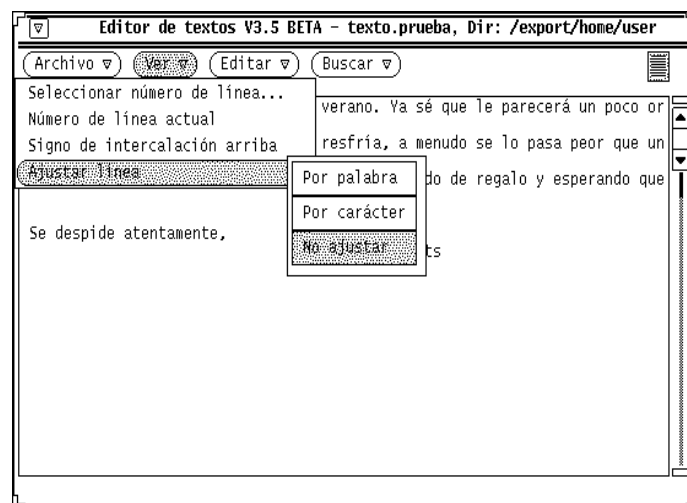 Editor de textos V3.5 BETA – texto.prueba, Dir: /export/home/user
Archivo Ver Editar Buscar
Seleccionar número de línea...
Número de línea actual
Signo de intercalación arriba
Ajustar línea
Por palabra
Por carácter
No ajustar
verano. Ya sé que le parecerá un poco or
resfría, a menudo se lo pasa peor que un
do de regalo y esperando que
Se despide atentamente,
ts